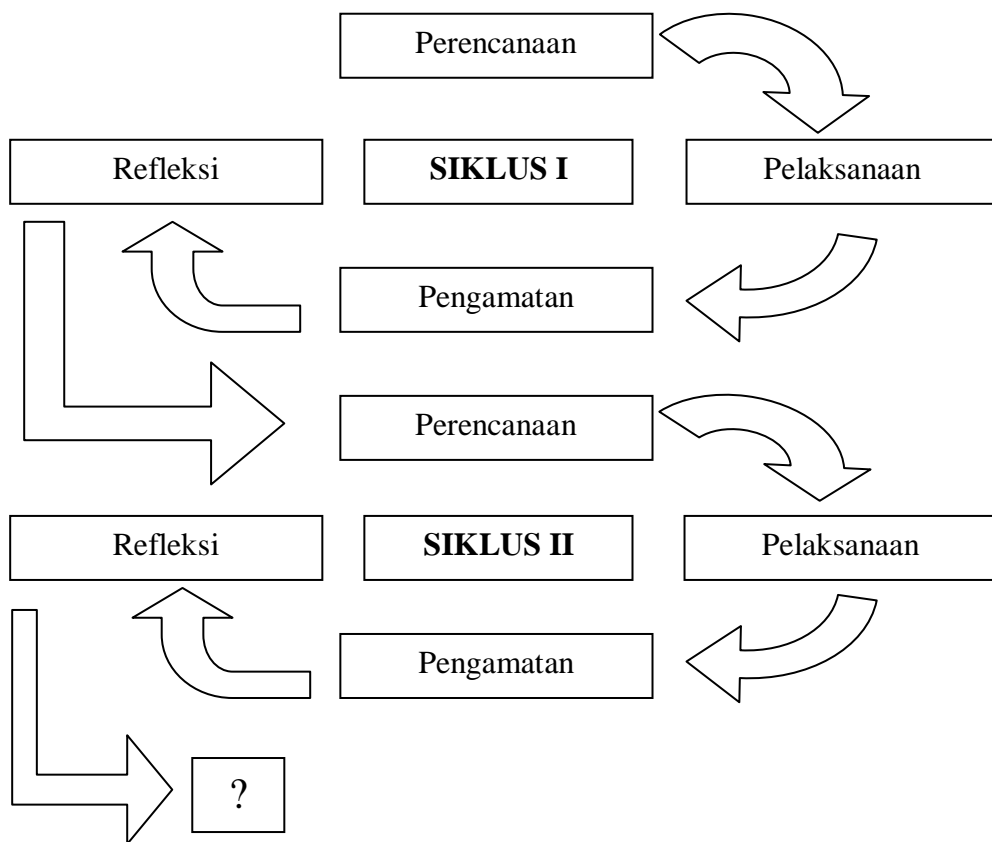 Perencanaan
Refleksi
SIKLUS I
Pelaksanaan
Pengamatan
Perencanaan
Refleksi
SIKLUS II
Pelaksanaan
Pengamatan
?